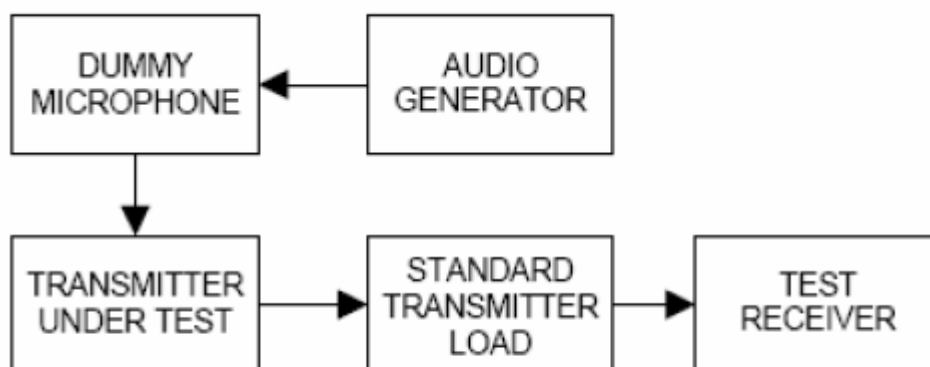 DUMMY
MICROPHONE
AUDIO
GENERATOR
TRANSMITTER
UNDER TEST
STANDARD
TRANSMITTER
LOAD
TEST
RECEIVER